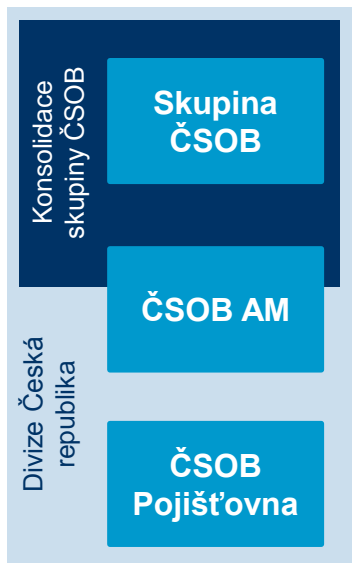 Konsolidace
skupiny ČSOB
Skupina
ČSOB
ČSOB AM
Divize Česká
republika
ČSOB
Pojišťovna